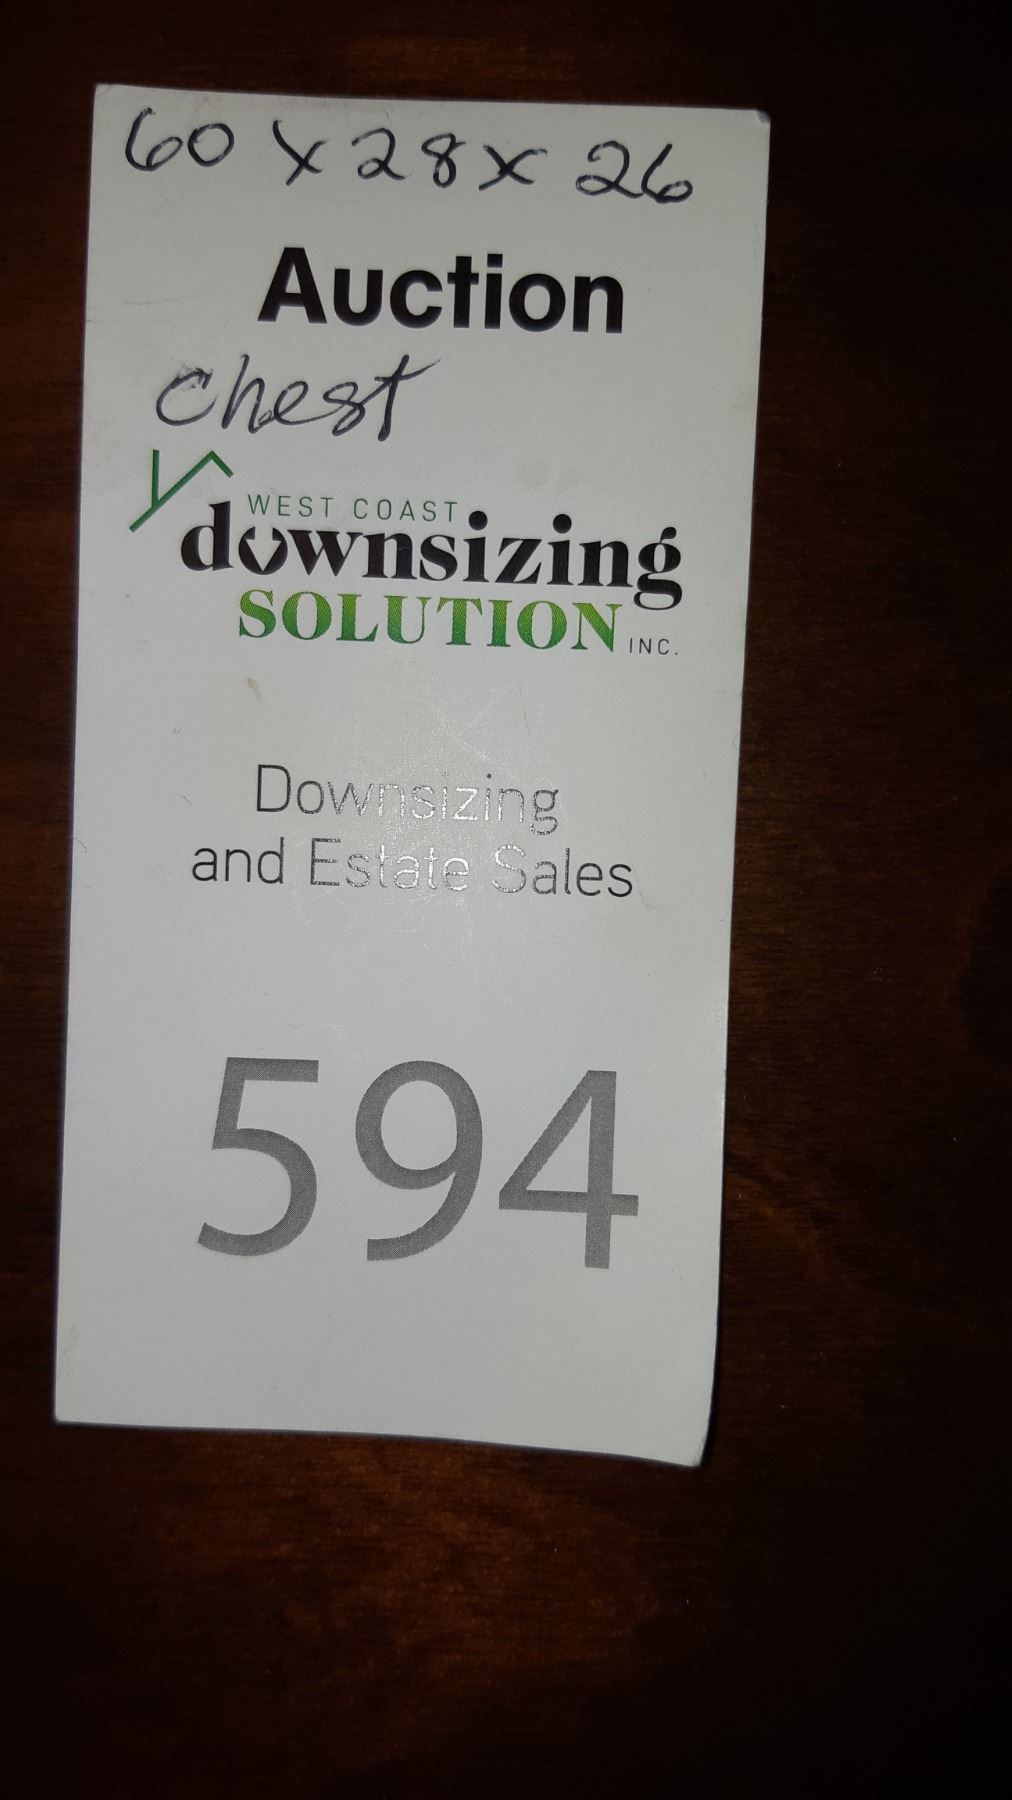 60 x 28 x 26
Auction
chest
WEST COAST
downsizing
SOLUTION INC.
Downsizing
and Estate Sales
594